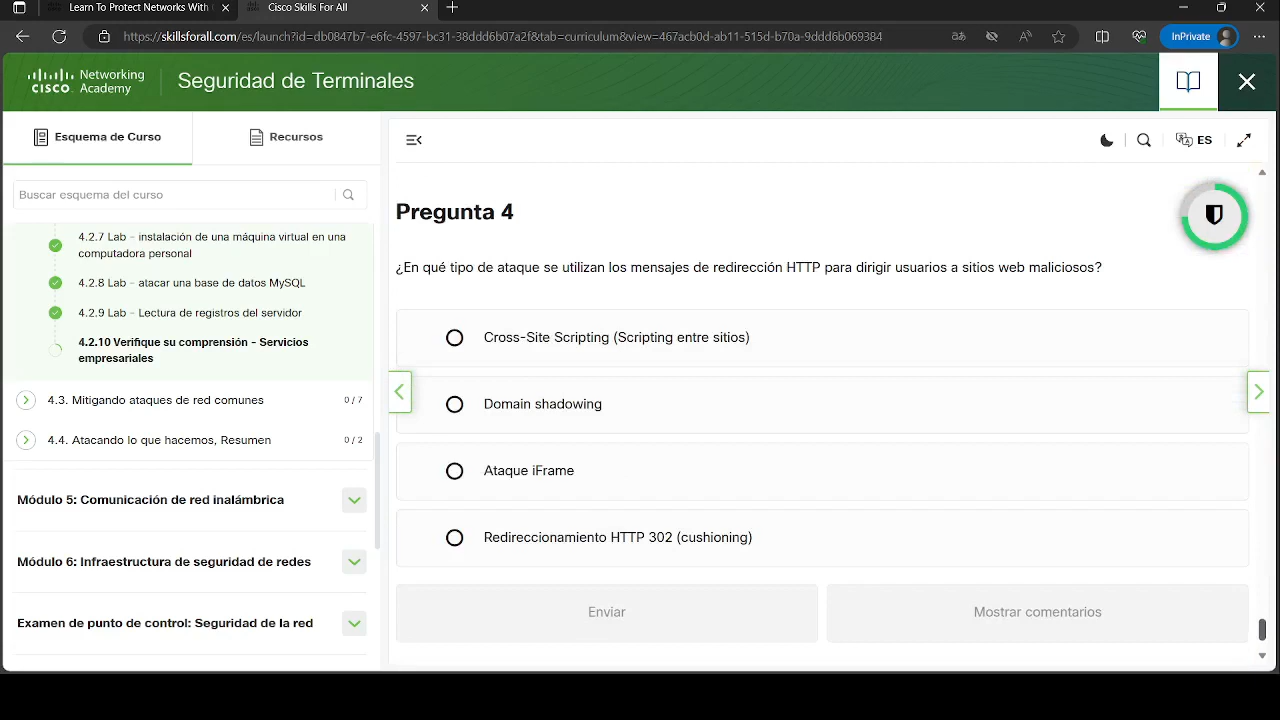 Learn To Protect Networks With
Cisco Skills For All
https://skillsforall.com/es/launch?id=db0847b7-e6fc-4597-bc31-38ddd6b07a2f&tab=curriculum&view=467acb0d-ab11-515d-b70a-9ddd6b069384
InPrivate
CISCO
Networking
Academy
Seguridad de Terminales
Esquema de Curso
Recursos
ES
Buscar esquema del curso
4.2.7 Lab - instalación de una máquina virtual en una
computadora personal
4.2.8 Lab - atacar una base de datos MySQL
4.2.9 Lab - Lectura de registros del servidor
4.2.10 Verifique su comprensión - Servicios
empresariales
4.3. Mitigando ataques de red comunes 0 / 7
4.4. Atacando lo que hacemos, Resumen 0 / 2
Módulo 5: Comunicación de red inalámbrica
Módulo 6: Infraestructura de seguridad de redes
Examen de punto de control: Seguridad de la red
Pregunta 4
¿En qué tipo de ataque se utilizan los mensajes de redirección HTTP para dirigir usuarios a sitios web maliciosos?
Cross-Site Scripting (Scripting entre sitios)
Domain shadowing
Ataque iFrame
Redireccionamiento HTTP 302 (cushioning)
Enviar
Mostrar comentarios